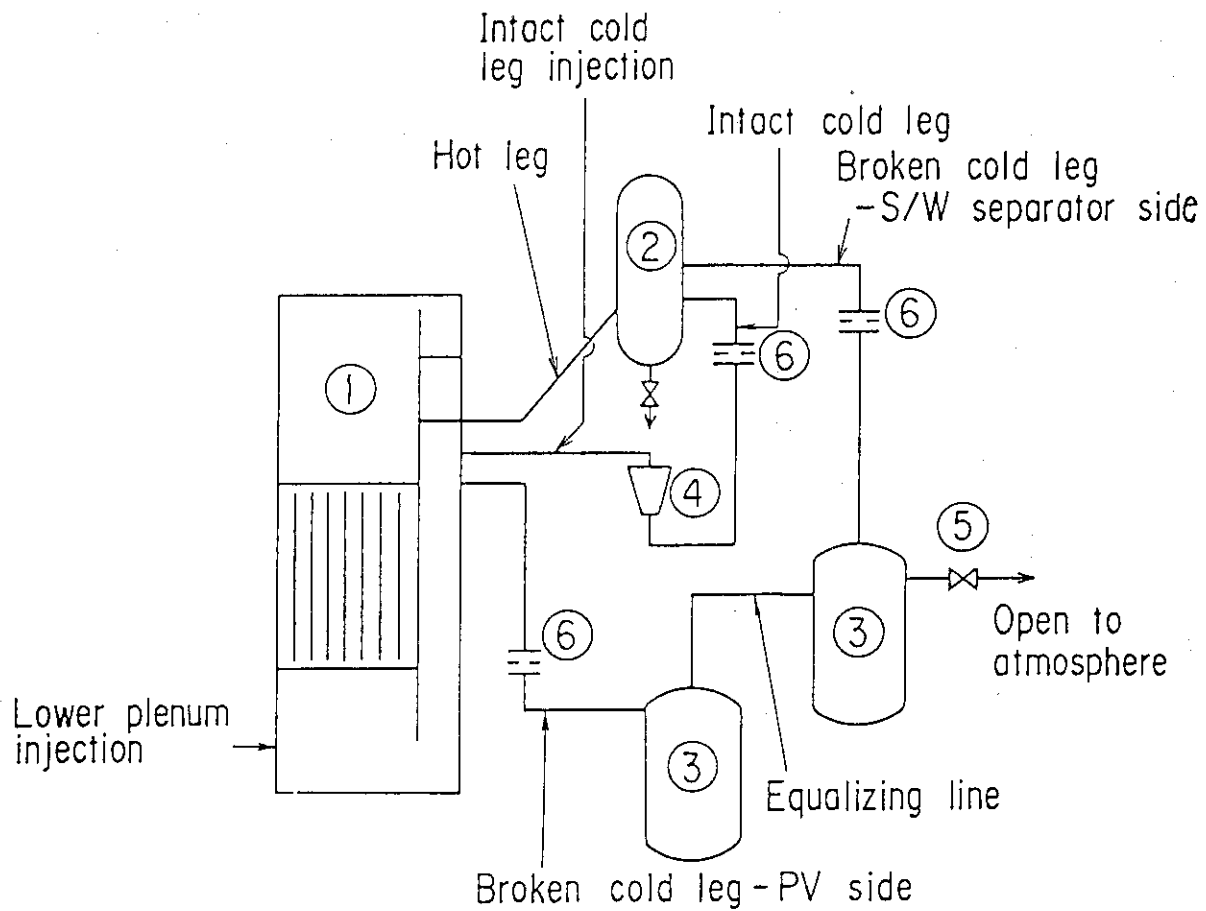 Intact cold
leg injection
Intact cold leg
Hot leg
Broken cold leg
-S/W separator side
②
①
⑥
⑥
④
⑤
⑥
③
Open to
atmosphere
Lower plenum
injection
③
Equalizing line
Broken cold leg - PV side